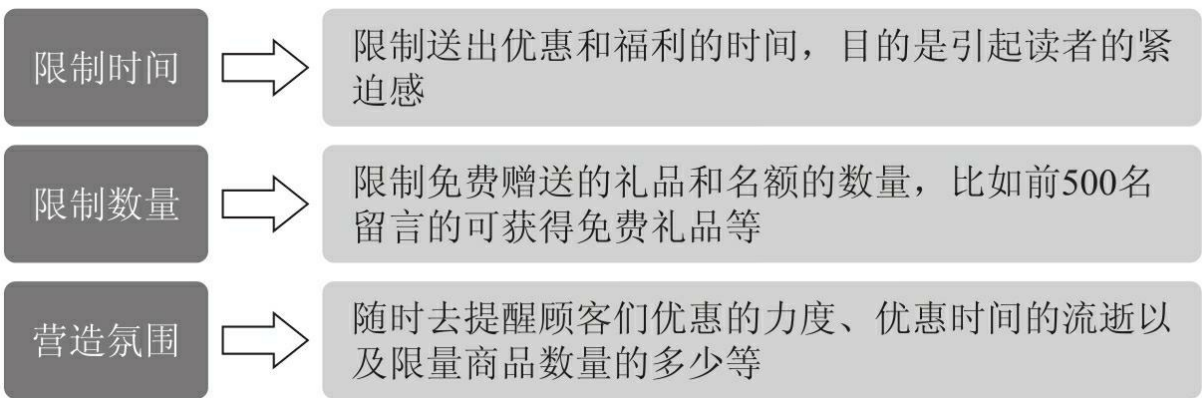 限制时间
限制送出优惠和福利的时间，目的是引起读者的紧
迫感
限制数量
限制免费赠送的礼品和名额的数量，比如前500名
留言的可获得免费礼品等
营造氛围
随时去提醒顾客们优惠的力度、优惠时间的流逝以
及限量商品数量的多少等